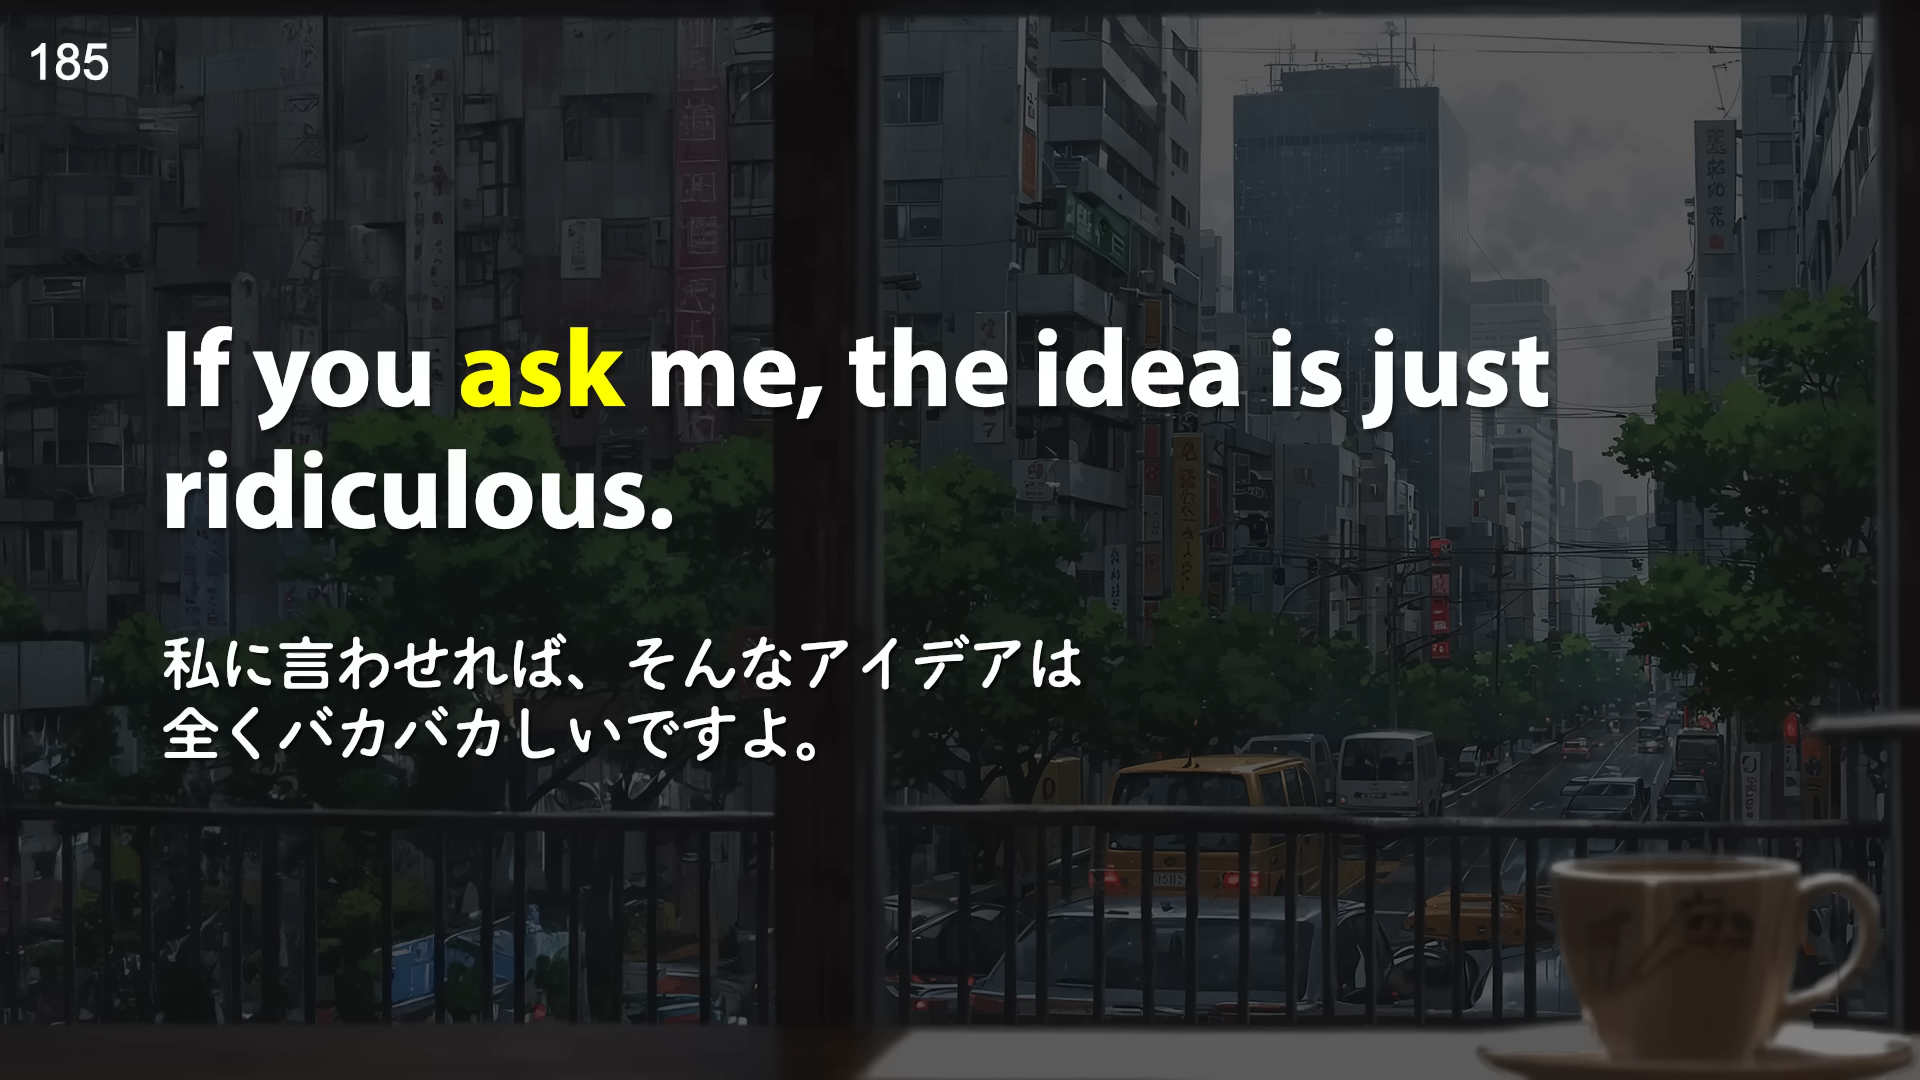 185
If you ask me, the idea is just
ridiculous.
私に言わせれば、そんなアイデアは
全くバカバカしいですよ。